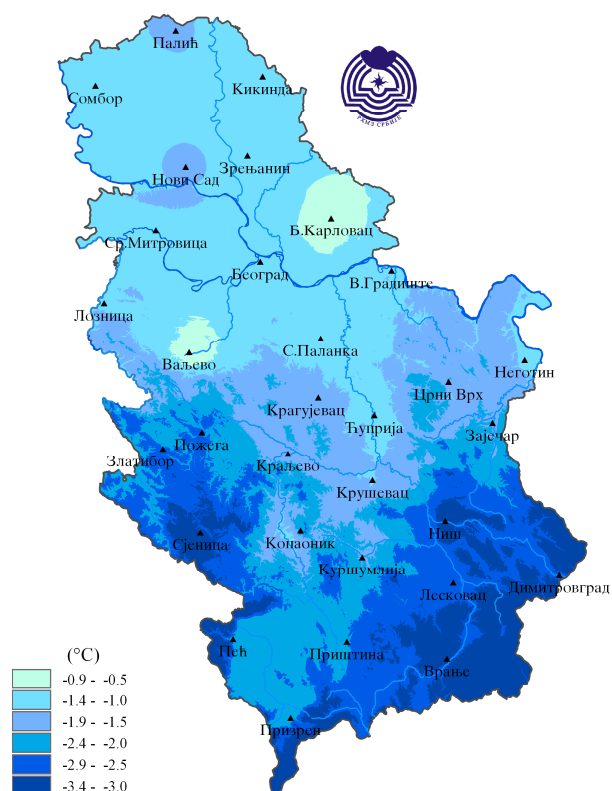 Палић
Кикинда
Сомбор
РХМЗ СРБИЈЕ
Зрењанин
Нови Сад
Б.Карловац
Ср.Митровица
Београд
В.Градиште
Лозница
С.Паланка
Ваљево
Неготин
Црни Врх
Крагујевац
Ћуприја
Зајечар
Пожега
Златибор
Краљево
Крушевац
Ниш
Сјеница
Копаоник
Куршумлија
Димитровград
Лесковац
Пећ
Приштина
Врање
(°C)
-0.9 - -0.5
-1.4 - -1.0
-1.9 - -1.5
Призрен
-2.4 - -2.0
-2.9 - -2.5
-3.4 - -3.0